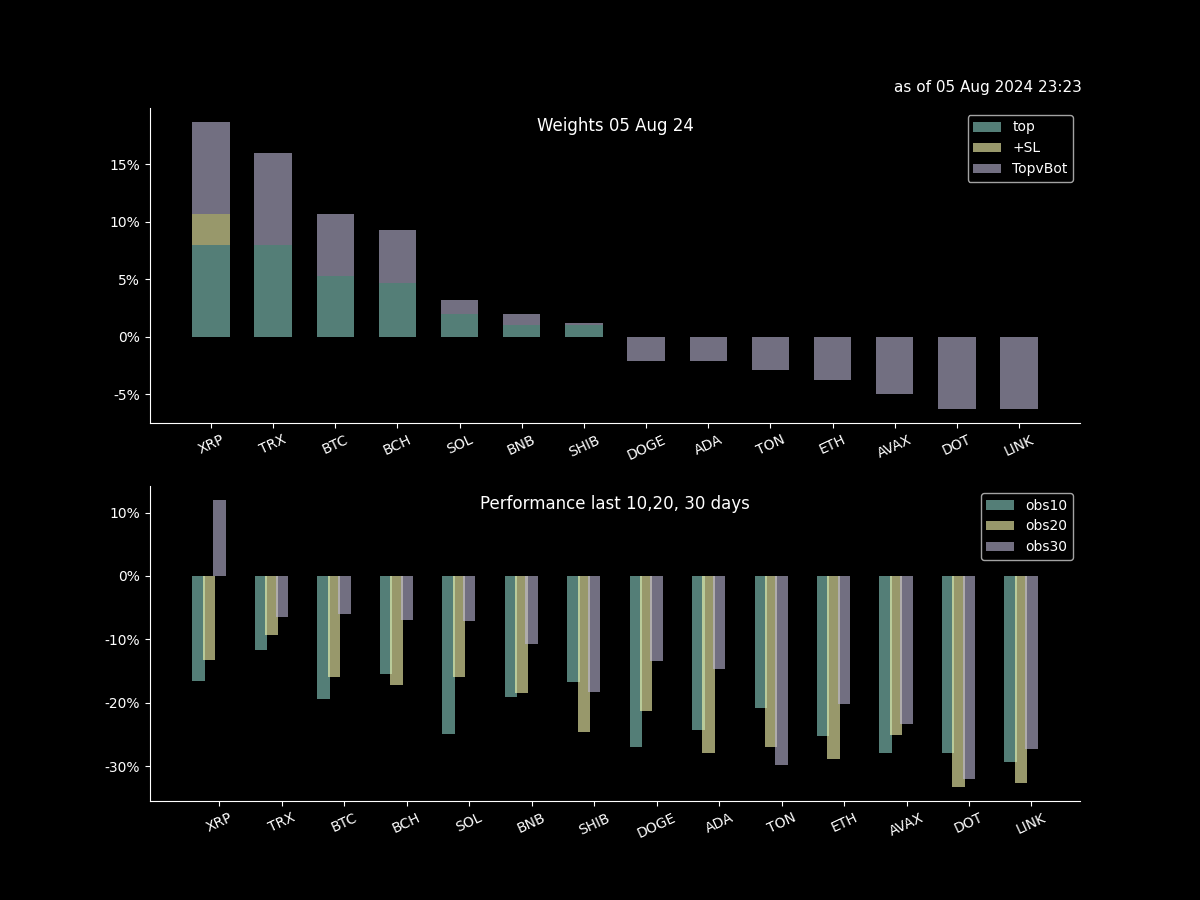 as of 05 Aug 2024 23:23
Weights 05 Aug 24
top
+SL
TopvBot
15%
10%
5%
0%
-5%
XRP TRX BTC BCH SOL BNB SHIB DOGE ADA TON ETH AVAX DOT LINK
Performance last 10,20, 30 days
obs10
obs20
obs30
10%
0%
-10%
-20%
-30%
XRP TRX BTC BCH SOL BNB SHIB DOGE ADA TON ETH AVAX DOT LINK